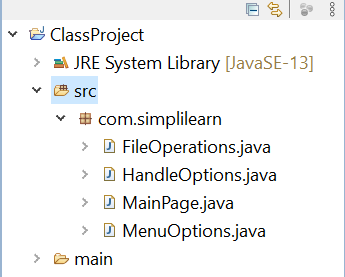 ClassProject
JRE System Library [JavaSE-13]
src
com.simplilearn
FileOperations.java
HandleOptions.java
MainPage.java
MenuOptions.java
main